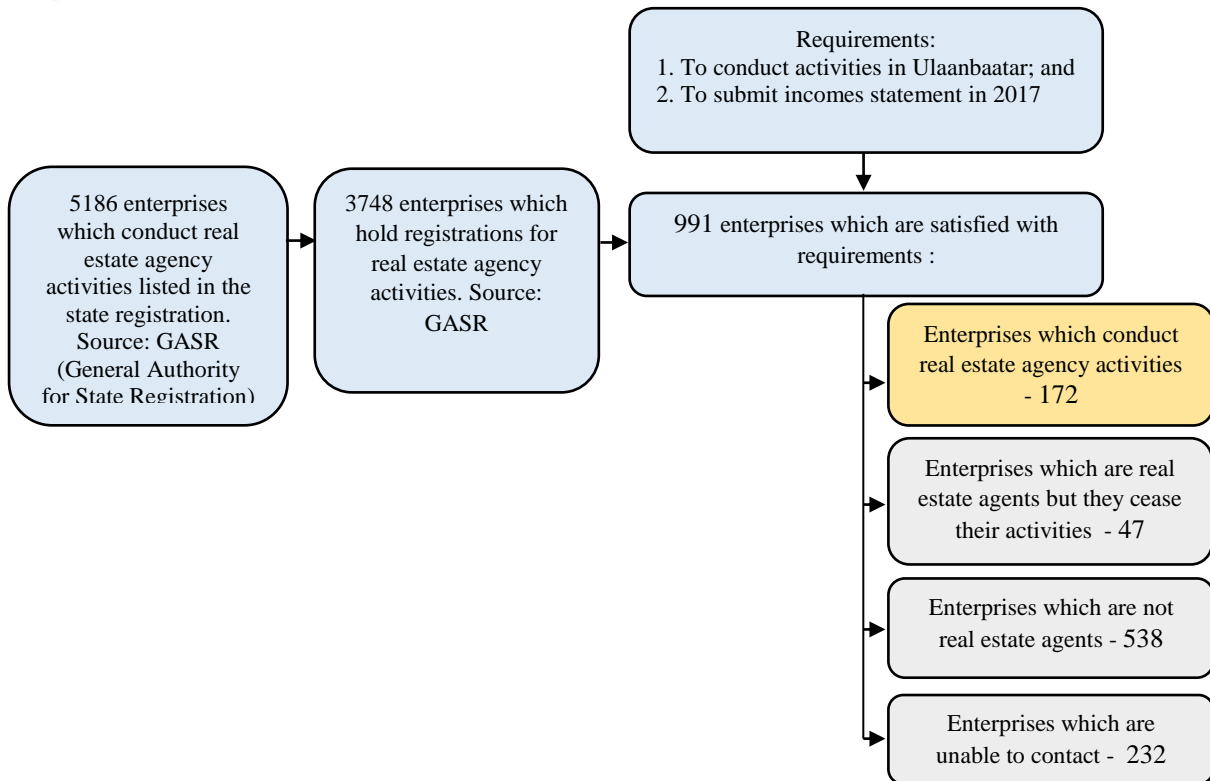 Requirements:
1. To conduct activities in Ulaanbaatar; and
2. To submit incomes statement in 2017
5186 enterprises
which conduct real
estate agency
activities listed in the
state registration.
Source: GASR
(General Authority
for State Registration)
3748 enterprises which
hold registrations for
real estate agency
activities. Source:
GASR
991 enterprises which are satisfied with
requirements :
Enterprises which conduct
real estate agency activities
- 172
Enterprises which are real
estate agents but they cease
their activities - 47
Enterprises which are not
real estate agents - 538
Enterprises which are
unable to contact - 232